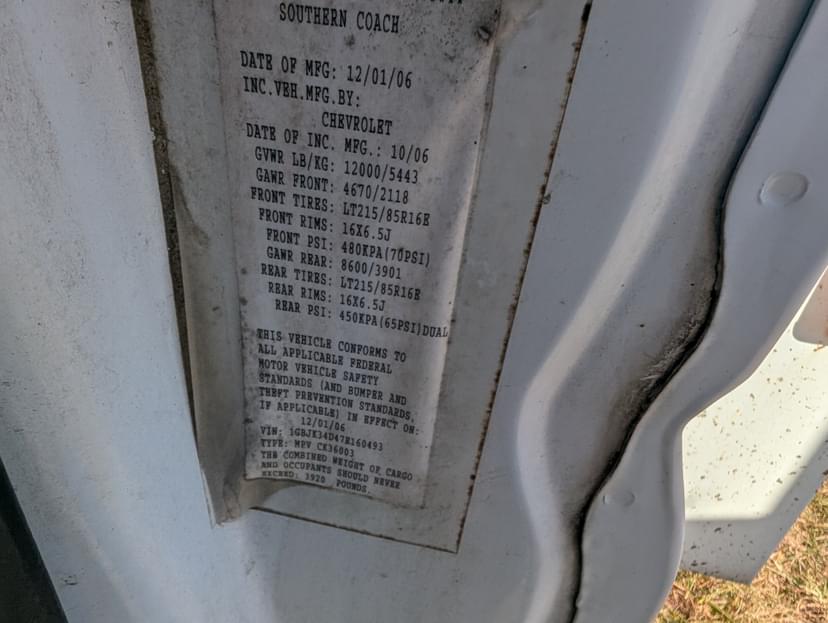 SOUTHERN COACH
DATE OF MFG: 12/01/06
INC.VEH.MFG.BY:
CHEVROLET
DATE OF INC. MFG.: 10/06
GVWR LB/KG: 12000/5443
GAWR FRONT: 4670/2118
FRONT TIRES: LT215/85R16E
FRONT RIMS: 16X6.5J
FRONT PSI: 480KPA(70PSI)
GAWR REAR: 8600/3901
REAR TIRES: LT215/85R16E
REAR RIMS: 16X6.5J
REAR PSI: 450KPA(65PSI)DUAL
THIS VEHICLE CONFORMS TO
ALL APPLICABLE FEDERAL
MOTOR VEHICLE SAFETY
STANDARDS (AND BUMPER AND
THEFT PREVENTION STANDARDS,
IF APPLICABLE) IN EFFECT ON:
12/01/06
VIN: 1GBJK34D47E160493
TYPE: MPV CK36003
THE COMBINED WEIGHT OF CARGO
AND OCCUPANTS SHOULD NEVER
EXCEED: 3920 POUNDS.